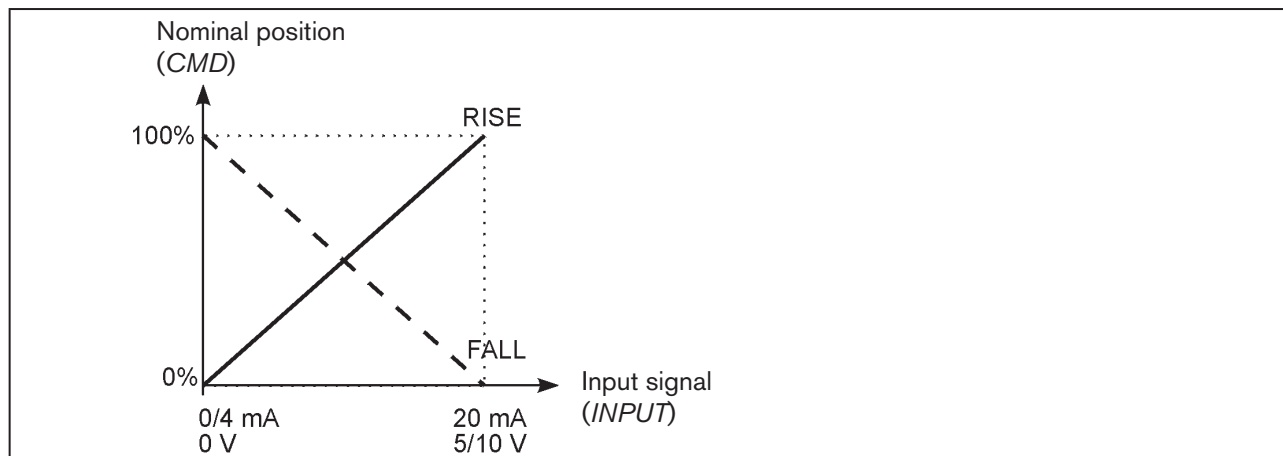 Nominal position
(CMD)
RISE
100%
FALL
0%
Input signal
(INPUT)
0/4 mA
0 V
20 mA
5/10 V